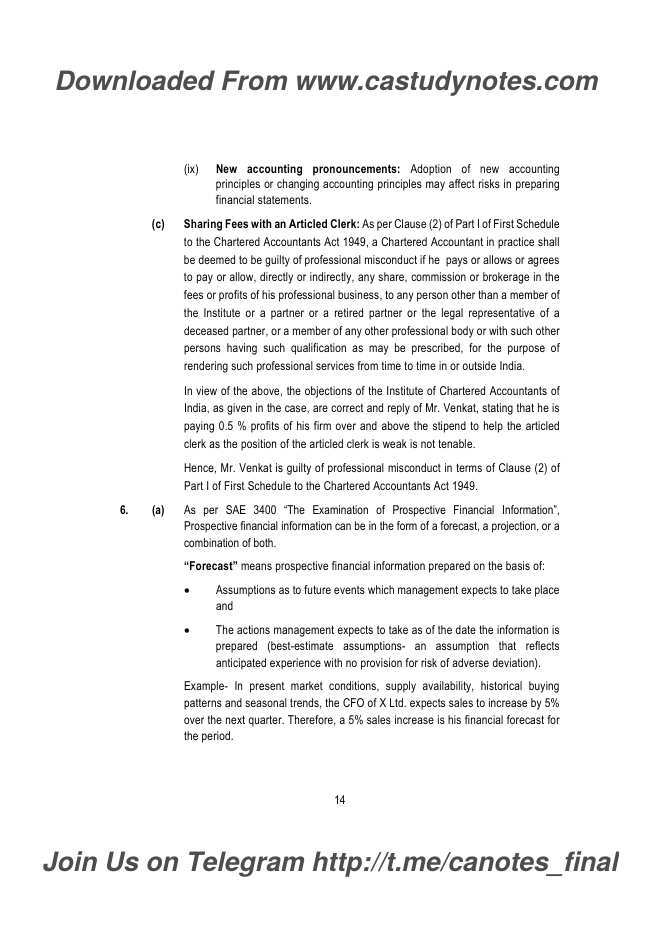 Downloaded From www.castudynotes.com
(ix) New accounting pronouncements: Adoption of new accounting
principles or changing accounting principles may affect risks in preparing
financial statements.
(c) Sharing Fees with an Articled Clerk: As per Clause (2) of Part I of First Schedule
to the Chartered Accountants Act 1949, a Chartered Accountant in practice shall
be deemed to be guilty of professional misconduct if he pays or allows or agrees
to pay or allow, directly or indirectly, any share, commission or brokerage in the
fees or profits of his professional business, to any person other than a member of
the Institute or a partner or a retired partner or the legal representative of a
deceased partner, or a member of any other professional body or with such other
persons having such qualification as may be prescribed, for the purpose of
rendering such professional services from time to time in or outside India.
In view of the above, the objections of the Institute of Chartered Accountants of
India, as given in the case, are correct and reply of Mr. Venkat, stating that he is
paying 0.5 % profits of his firm over and above the stipend to help the articled
clerk as the position of the articled clerk is weak is not tenable.
Hence, Mr. Venkat is guilty of professional misconduct in terms of Clause (2) of
Part I of First Schedule to the Chartered Accountants Act 1949.
6. (a) As per SAE 3400 “The Examination of Prospective Financial Information”,
Prospective financial information can be in the form of a forecast, a projection, or a
combination of both.
“Forecast” means prospective financial information prepared on the basis of:
• Assumptions as to future events which management expects to take place
and
• The actions management expects to take as of the date the information is
prepared (best-estimate assumptions- an assumption that reflects
anticipated experience with no provision for risk of adverse deviation).
Example- In present market conditions, supply availability, historical buying
patterns and seasonal trends, the CFO of X Ltd. expects sales to increase by 5%
over the next quarter. Therefore, a 5% sales increase is his financial forecast for
the period.
14
Join Us on Telegram http://t.me/canotes_final